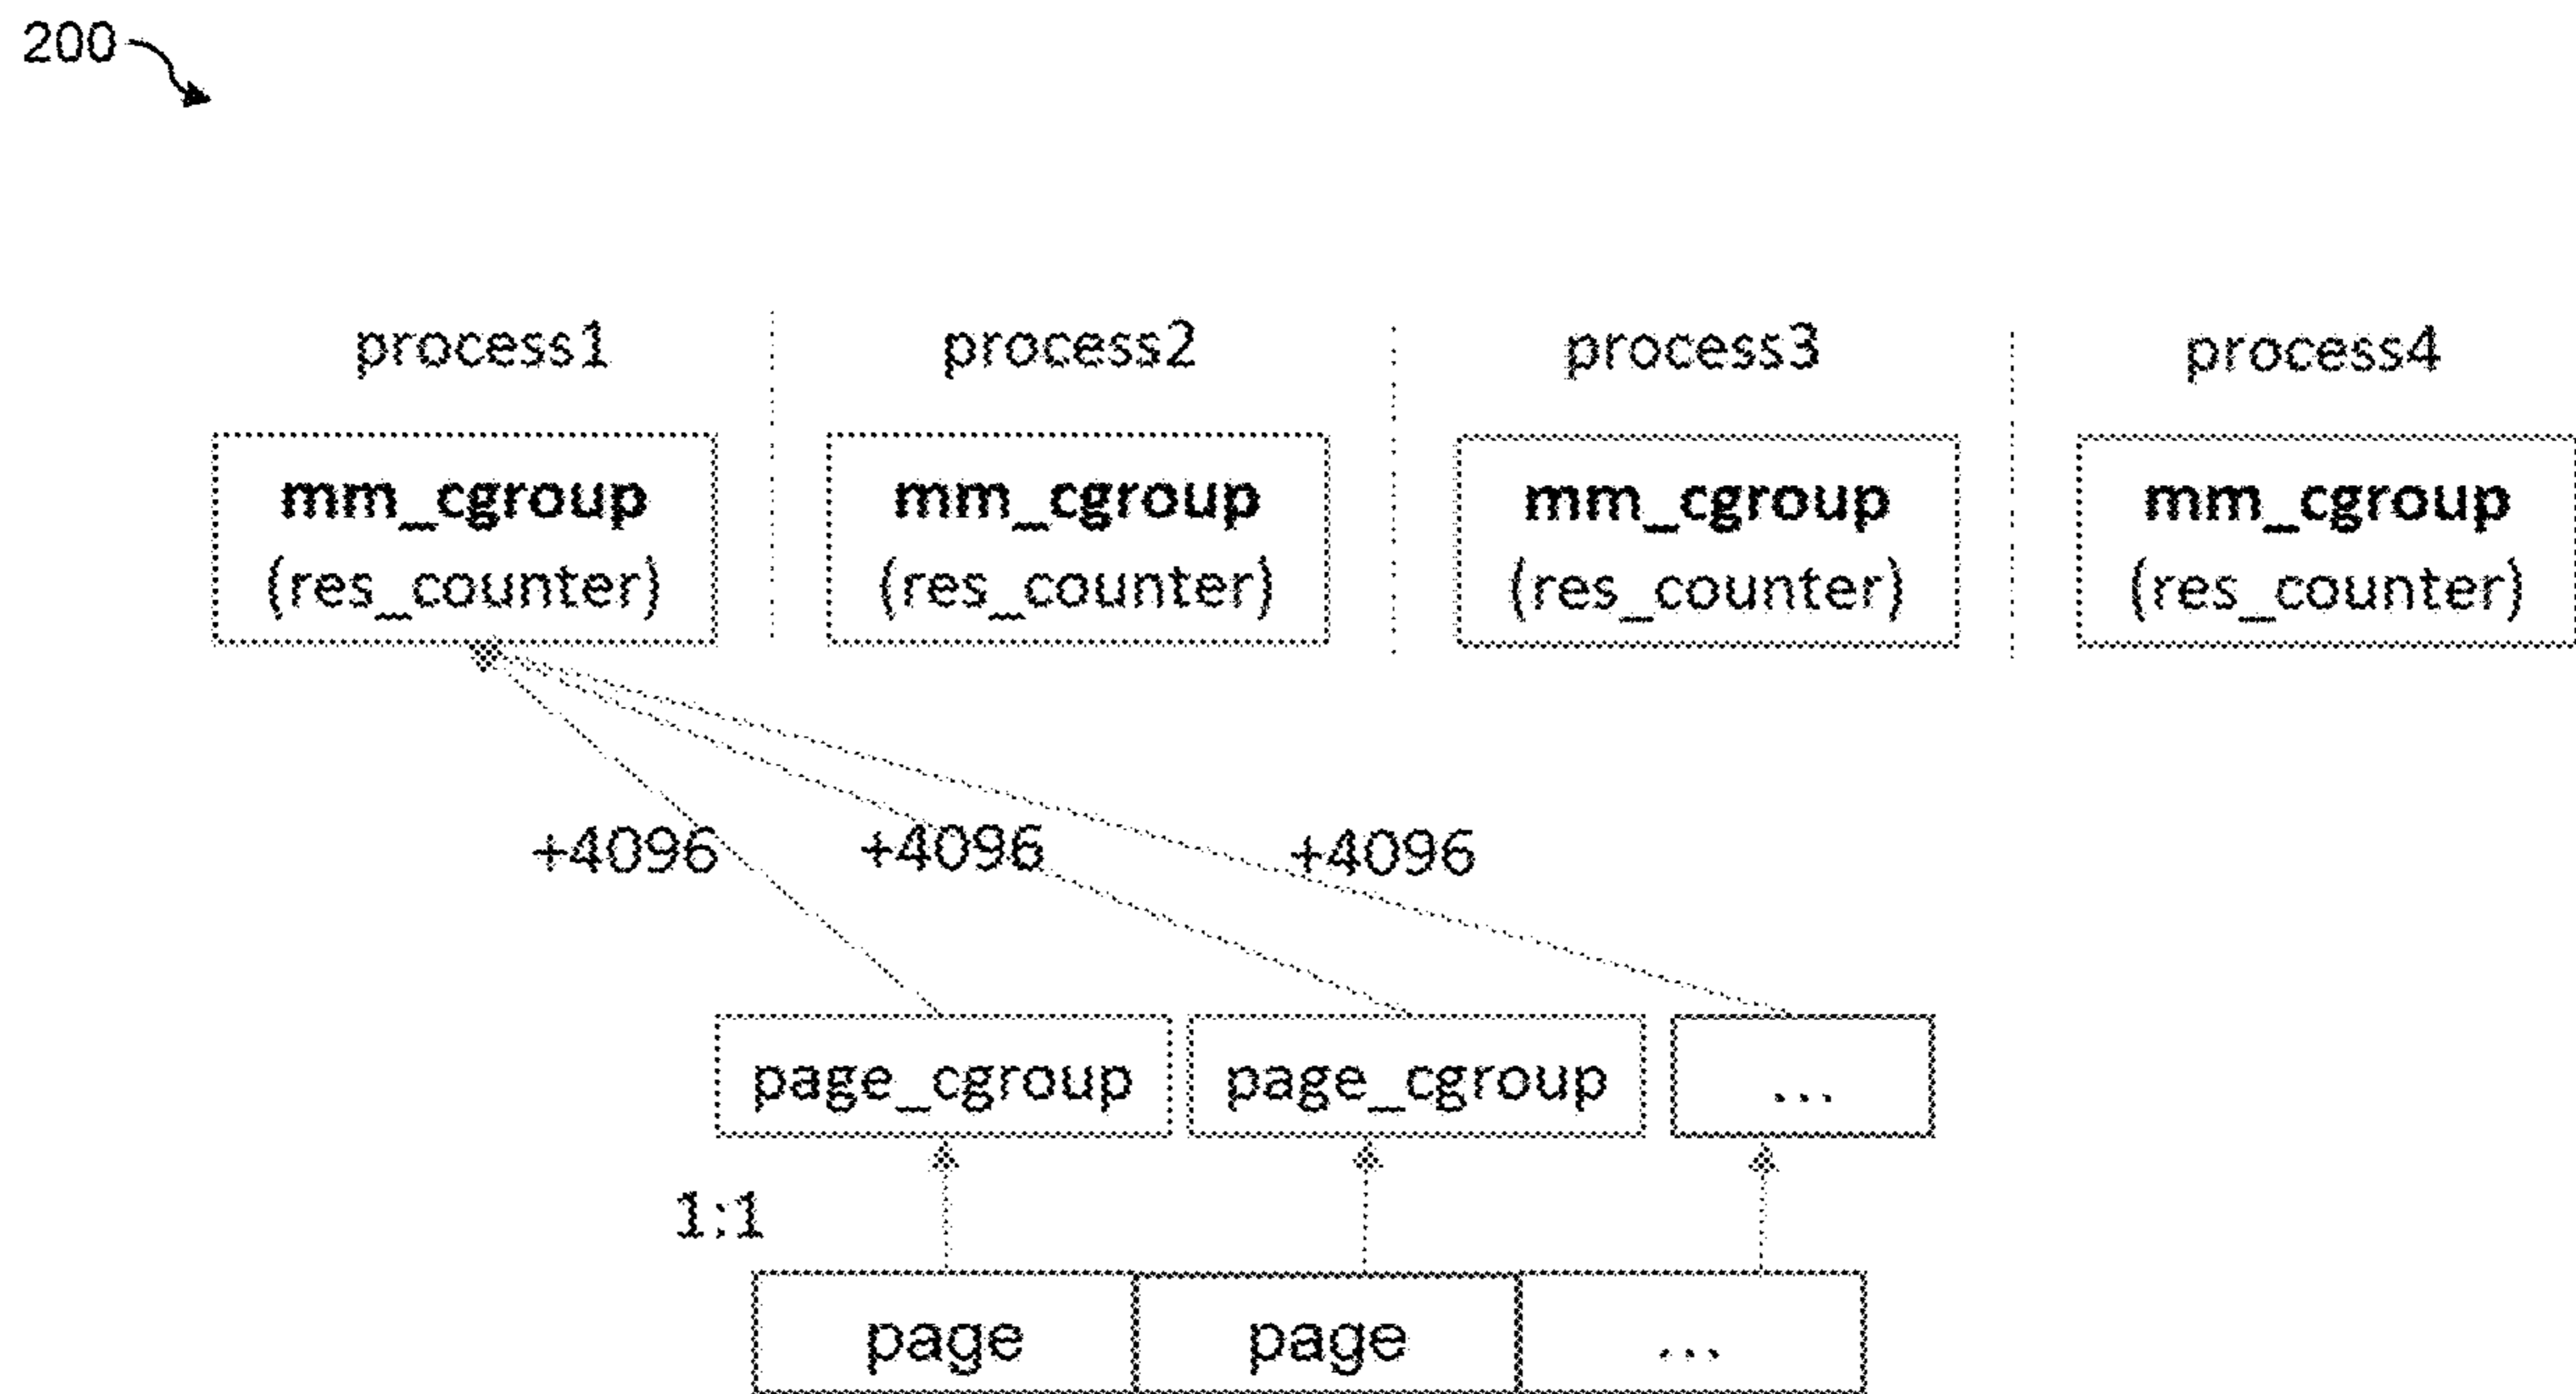 200
process1 process2 process3 process4
mm_cgroup mm_cgroup mm_cgroup mm_cgroup
(res_counter) (res_counter) (res_counter) (res_counter)
+4096 +4096 +4096
page_cgroup page_cgroup ...
1:1
page page ...